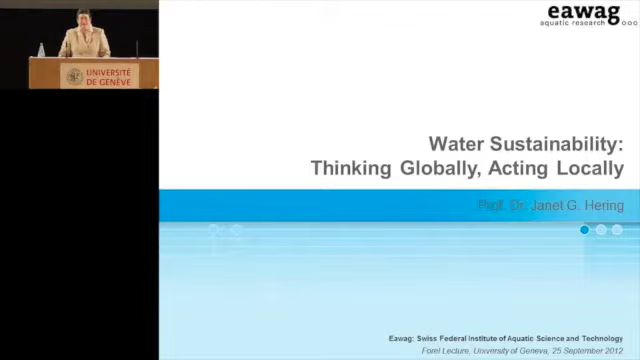 eawag
aquatic research
UNIVERSITÉ
DE GENÈVE
Water Sustainability:
Thinking Globally, Acting Locally
Prof. Dr. Janet G. Hering
Eawag: Swiss Federal Institute of Aquatic Science and Technology
Forel Lecture, University of Geneva, 25 September 2012